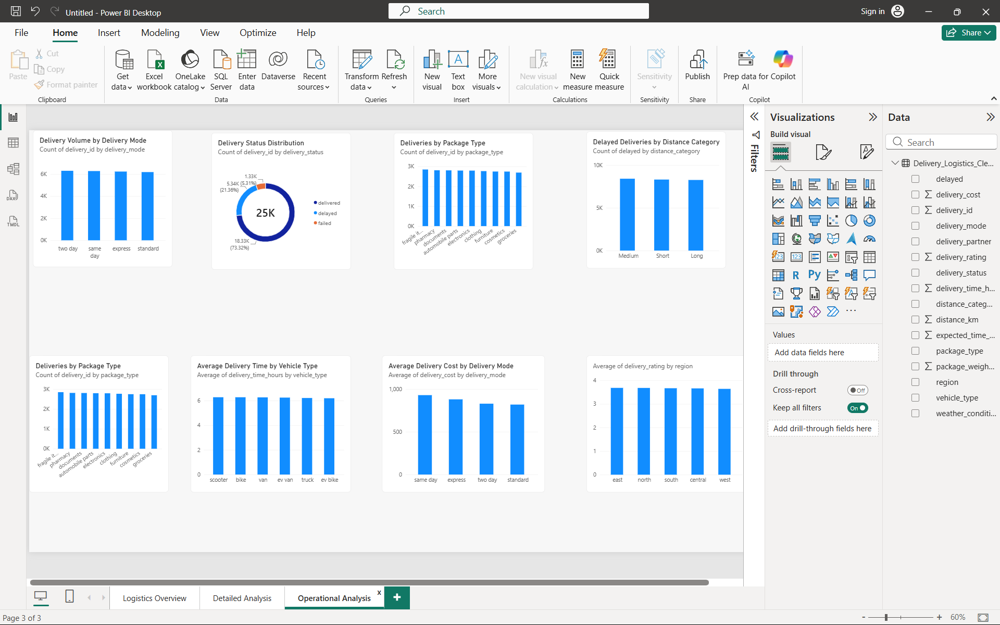 Untitled - Power BI Desktop
Search
Sign in
File
Home
Insert
Modeling
View
Optimize
Help
Share
Paste
Cut
Copy
Format painter
Clipboard
Get
data
Excel
workbook
OneLake
catalog
SQL
Server
Enter
data
Dataverse
Recent
sources
Data
Transform
data
Refresh
Queries
New
visual
Text
box
More
visuals
Insert
New visual
calculation
New
measure
Quick
measure
Calculations
Sensitivity
Sensitivity
Publish
Share
Prep data for
AI
Copilot
Copilot
DAX
TMDL
Delivery Volume by Delivery Mode
Count of delivery_id by delivery_mode
6K
4K
2K
0K
two day
same
day
express
standard
Delivery Status Distribution
Count of delivery_id by delivery_status
1.33K
(5.31%)
5.34K
(21.36%)
25K
18.33K
(73.32%)
delivered
delayed
failed
Deliveries by Package Type
Count of delivery_id by package_type
3K
2K
1K
0K
fragile it...
pharmacy
documents
automobile parts
electronics
clothing
furniture
cosmetics
groceries
Delayed Deliveries by Distance Category
Count of delayed by distance_category
10K
5K
0K
Medium
Short
Long
Deliveries by Package Type
Count of delivery_id by package_type
3K
2K
1K
0K
fragile it...
pharmacy
documents
automobile parts
electronics
clothing
furniture
cosmetics
groceries
Average Delivery Time by Vehicle Type
Average of delivery_time_hours by vehicle_type
6
4
2
0
scooter
bike
van
ev van
truck
ev bike
Average Delivery Cost by Delivery Mode
Average of delivery_cost by delivery_mode
1,000
500
0
same day
express
two day
standard
Average of delivery_rating by region
4
3
2
1
0
east
north
south
central
west
Filters
Visualizations
Build visual
123
123
R
Py
Values
Add data fields here
Drill through
Cross-report
Off
Keep all filters
On
Add drill-through fields here
Data
Search
Delivery_Logistics_Cle...
delayed
delivery_cost
delivery_id
delivery_mode
delivery_partner
delivery_rating
delivery_status
delivery_time_h...
distance_categ...
distance_km
expected_time_...
package_type
package_weigh...
region
vehicle_type
weather_conditi...
Logistics Overview
Detailed Analysis
Operational Analysis
x
Page 3 of 3
60%